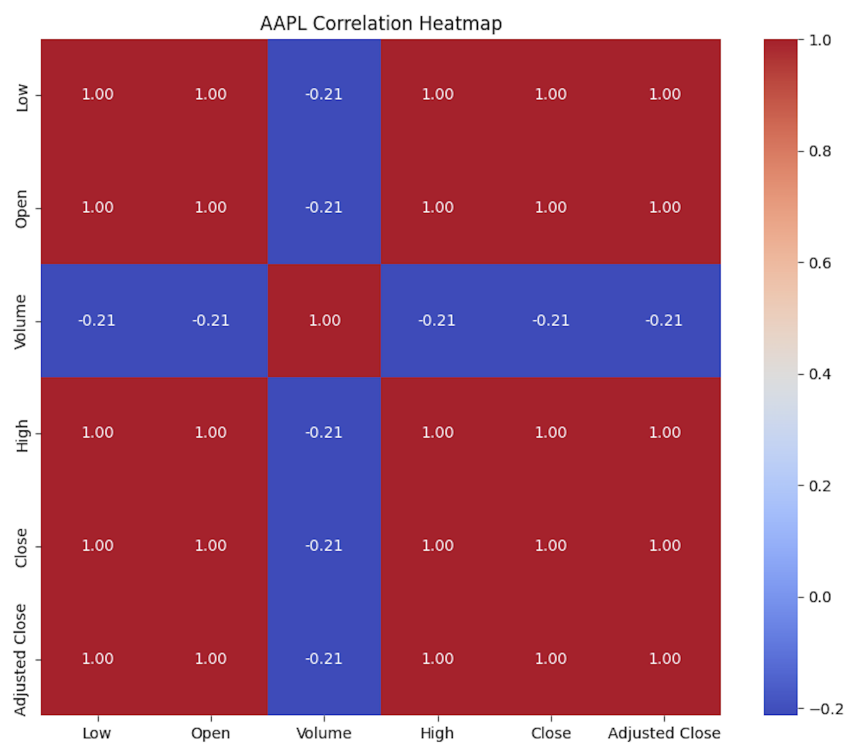 AAPL Correlation Heatmap
Low 1.00 1.00 -0.21 1.00 1.00 1.00
Open 1.00 1.00 -0.21 1.00 1.00 1.00
Volume -0.21 -0.21 1.00 -0.21 -0.21 -0.21
High 1.00 1.00 -0.21 1.00 1.00 1.00
Close 1.00 1.00 -0.21 1.00 1.00 1.00
Adjusted Close 1.00 1.00 -0.21 1.00 1.00 1.00
Low Open Volume High Close Adjusted Close
1.0
0.8
0.6
0.4
0.2
0.0
−0.2